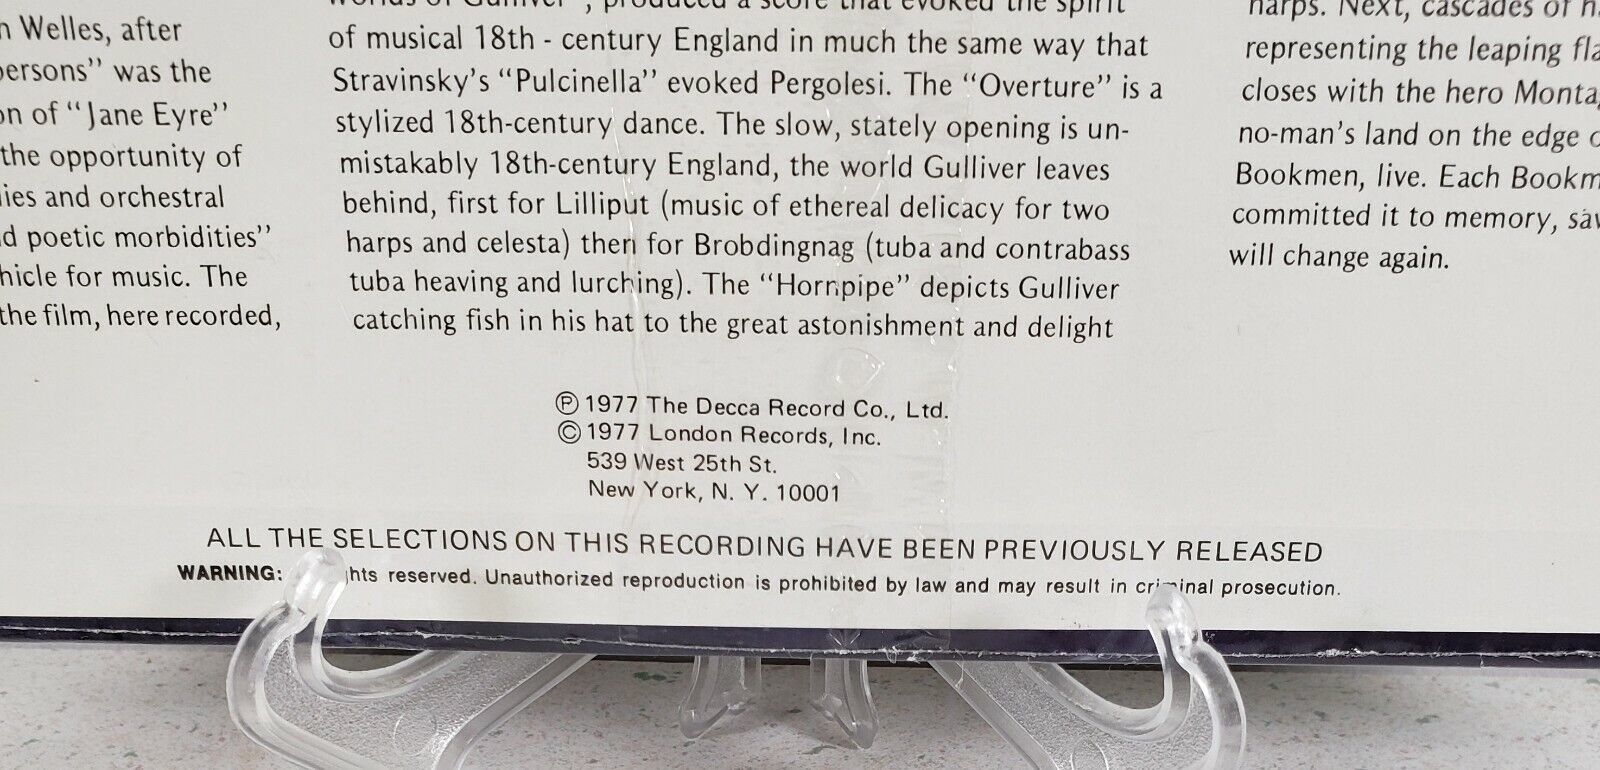 Welles, after
persons" was the
of "Jane Eyre"
the opportunity of
and orchestral
poetic morbidities"
for music. The
the film, here recorded,
produced a score that evoked the spirit
of musical 18th - century England in much the same way that
Stravinsky's "Pulcinella" evoked Pergolesi. The "Overture" is a
stylized 18th-century dance. The slow, stately opening is un-
mistakably 18th-century England, the world Gulliver leaves
behind, first for Lilliput (music of ethereal delicacy for two
harps and celesta) then for Brobdingnag (tuba and contrabass
tuba heaving and lurching). The "Hornpipe" depicts Gulliver
catching fish in his hat to the great astonishment and delight
harps. Next, cascades of
representing the leaping
closes with the hero
no-man's land on the edge
Bookmen, live. Each
committed it to memory,
will change again.
Ⓟ 1977 The Decca Record Co., Ltd.
© 1977 London Records, Inc.
539 West 25th St.
New York, N. Y. 10001
ALL THE SELECTIONS ON THIS RECORDING HAVE BEEN PREVIOUSLY RELEASED
WARNING: reserved. Unauthorized reproduction is prohibited by law and may result in criminal prosecution.